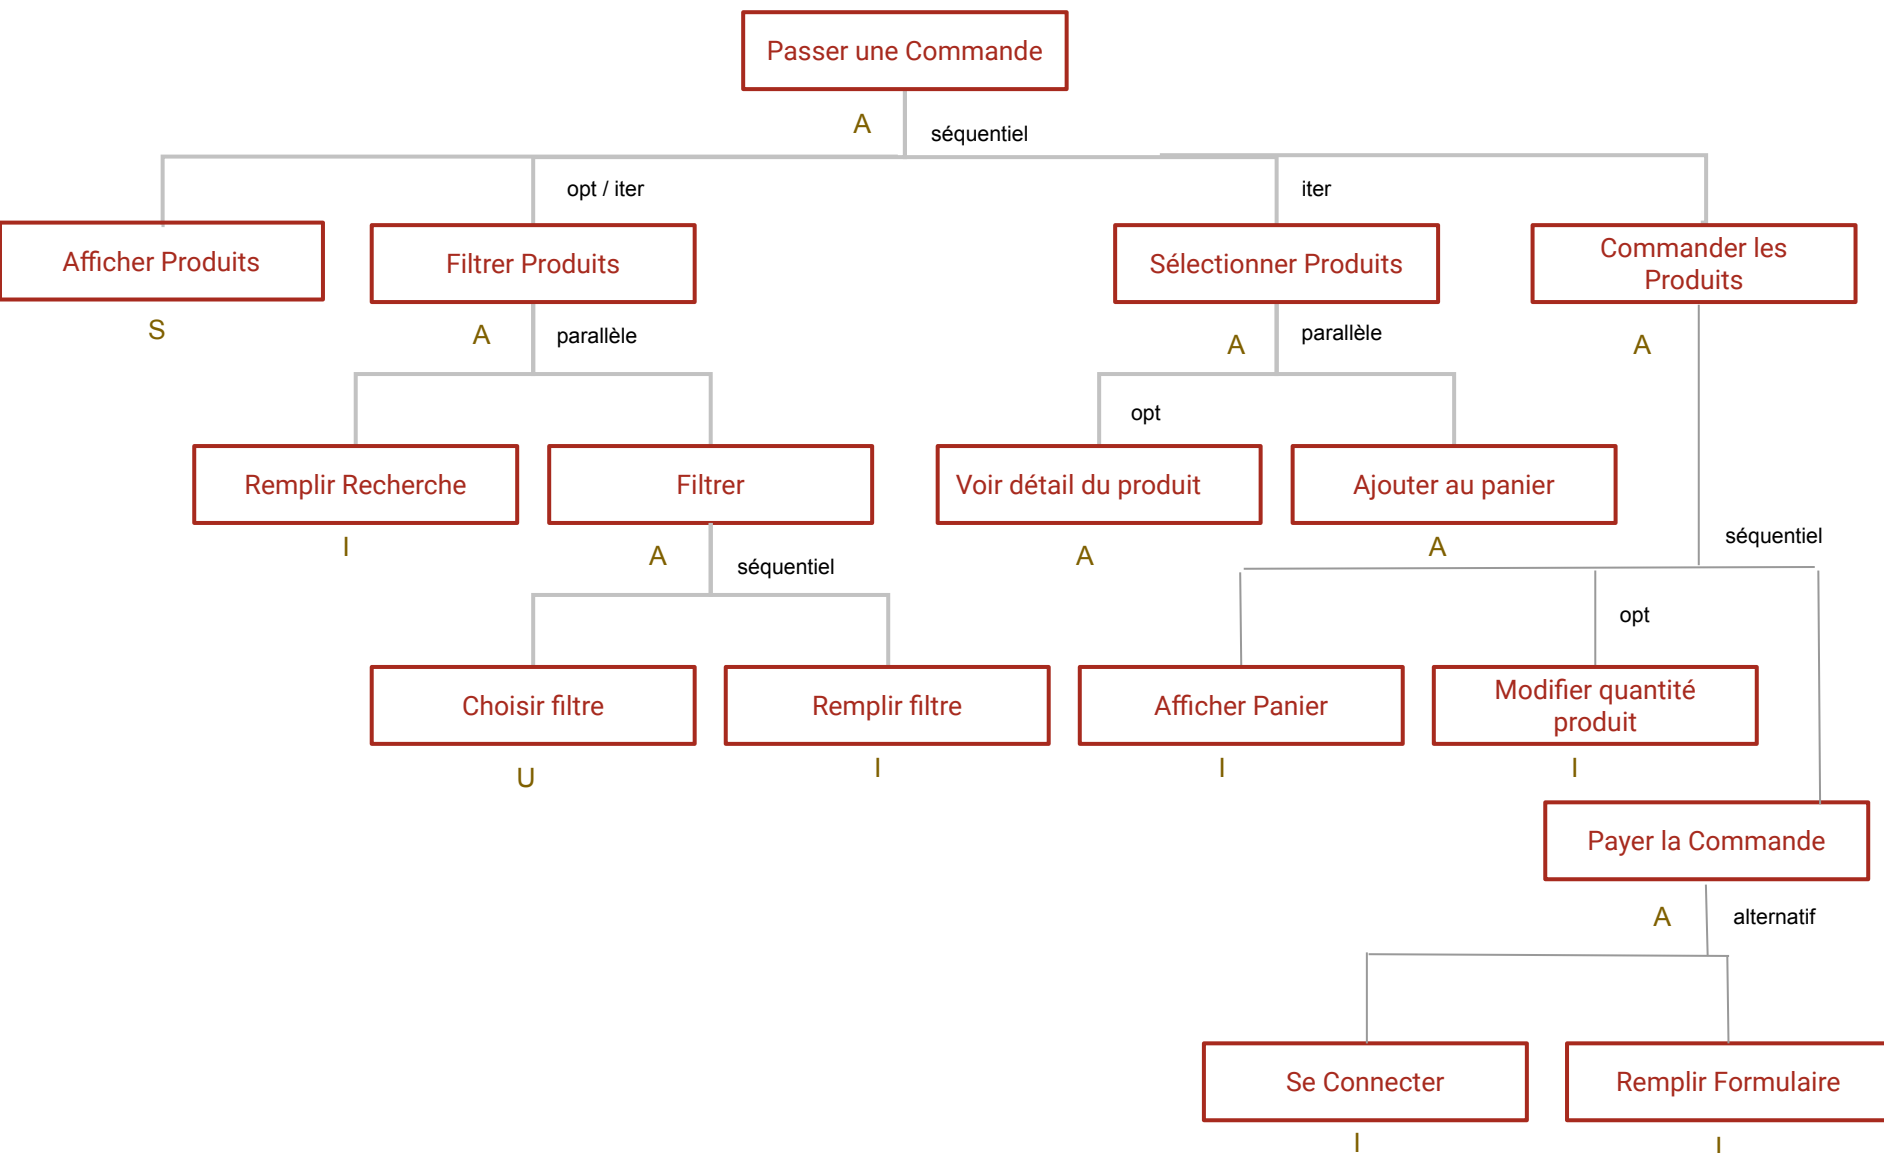 Passer une Commande
A
séquentiel
opt / iter
iter
Afficher Produits
Filtrer Produits
Sélectionner Produits
Commander les
Produits
S
A
parallèle
A
parallèle
A
opt
Remplir Recherche
Filtrer
Voir détail du produit
Ajouter au panier
I
A
séquentiel
A
A
séquentiel
opt
Choisir filtre
Remplir filtre
Afficher Panier
Modifier quantité
produit
U
I
I
I
Payer la Commande
A
alternatif
Se Connecter
Remplir Formulaire
I
I